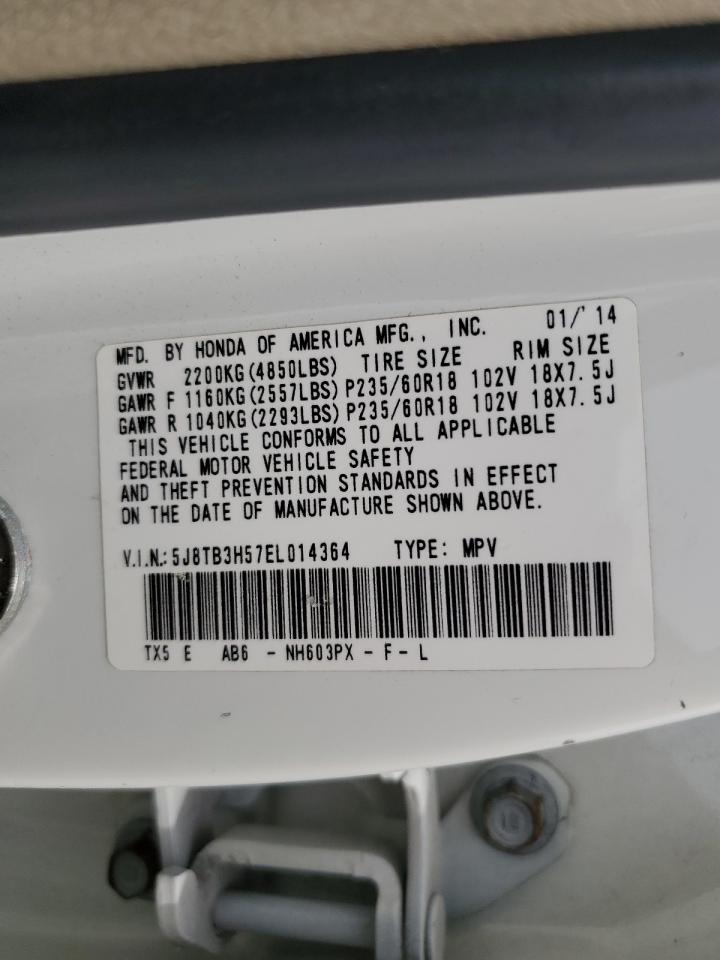 MFD. BY HONDA OF AMERICA MFG., INC. 01/'14
GVWR 2200KG(4850LBS) TIRE SIZE RIM SIZE
GAWR F 1160KG(2557LBS) P235/60R18 102V 18X7.5J
GAWR R 1040KG(2293LBS) P235/60R18 102V 18X7.5J
THIS VEHICLE CONFORMS TO ALL APPLICABLE
FEDERAL MOTOR VEHICLE SAFETY
AND THEFT PREVENTION STANDARDS IN EFFECT
ON THE DATE OF MANUFACTURE SHOWN ABOVE.
V.I.N.: 5J8TB3H57EL014364 TYPE: MPV
TX5 E AB6 - NH603PX - F - L